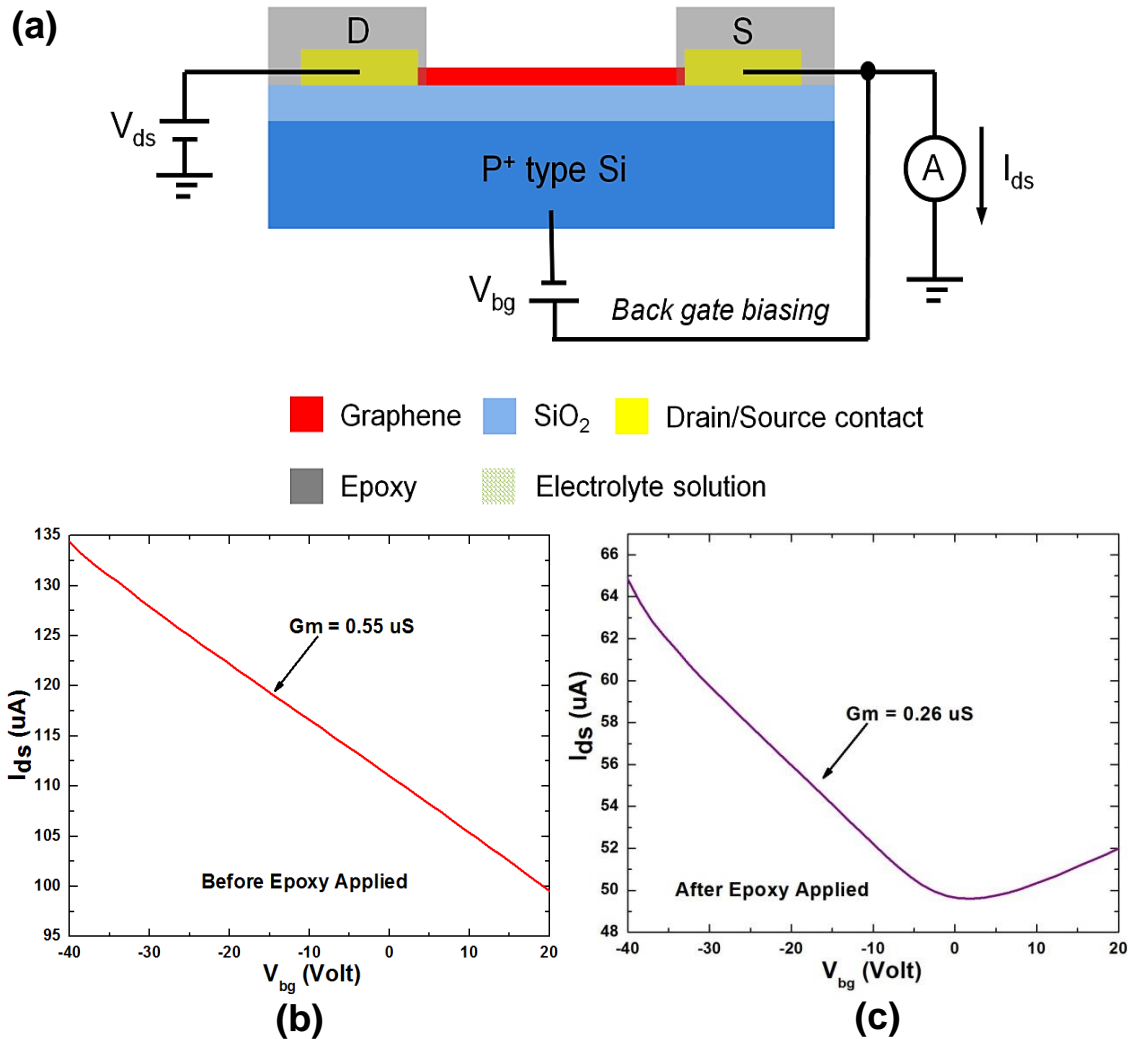 (a)
D
S
V_ds
P⁺ type Si
A
I_ds
V_bg
Back gate biasing
Graphene
SiO₂
Drain/Source contact
Epoxy
Electrolyte solution
135
130
125
120
115
110
105
100
95
I_ds (uA)
Gm = 0.55 uS
Before Epoxy Applied
-40 -30 -20 -10 0 10 20
V_bg (Volt)
(b)
66
64
62
60
58
56
54
52
50
48
I_ds (uA)
Gm = 0.26 uS
After Epoxy Applied
-40 -30 -20 -10 0 10 20
V_bg (Volt)
(c)